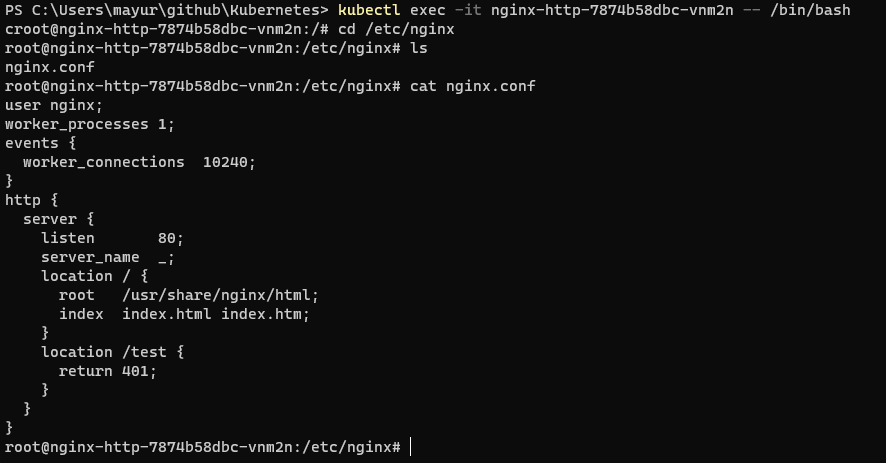 PS C:\Users\mayur\github\Kubernetes> kubectl exec -it nginx-http-7874b58dbc-vnm2n -- /bin/bash
croot@nginx-http-7874b58dbc-vnm2n:/# cd /etc/nginx
root@nginx-http-7874b58dbc-vnm2n:/etc/nginx# ls
nginx.conf
root@nginx-http-7874b58dbc-vnm2n:/etc/nginx# cat nginx.conf
user nginx;
worker_processes 1;
events {
  worker_connections  10240;
}
http {
  server {
    listen       80;
    server_name  _;
    location / {
      root   /usr/share/nginx/html;
      index  index.html index.htm;
    }
    location /test {
      return 401;
    }
  }
}
root@nginx-http-7874b58dbc-vnm2n:/etc/nginx#